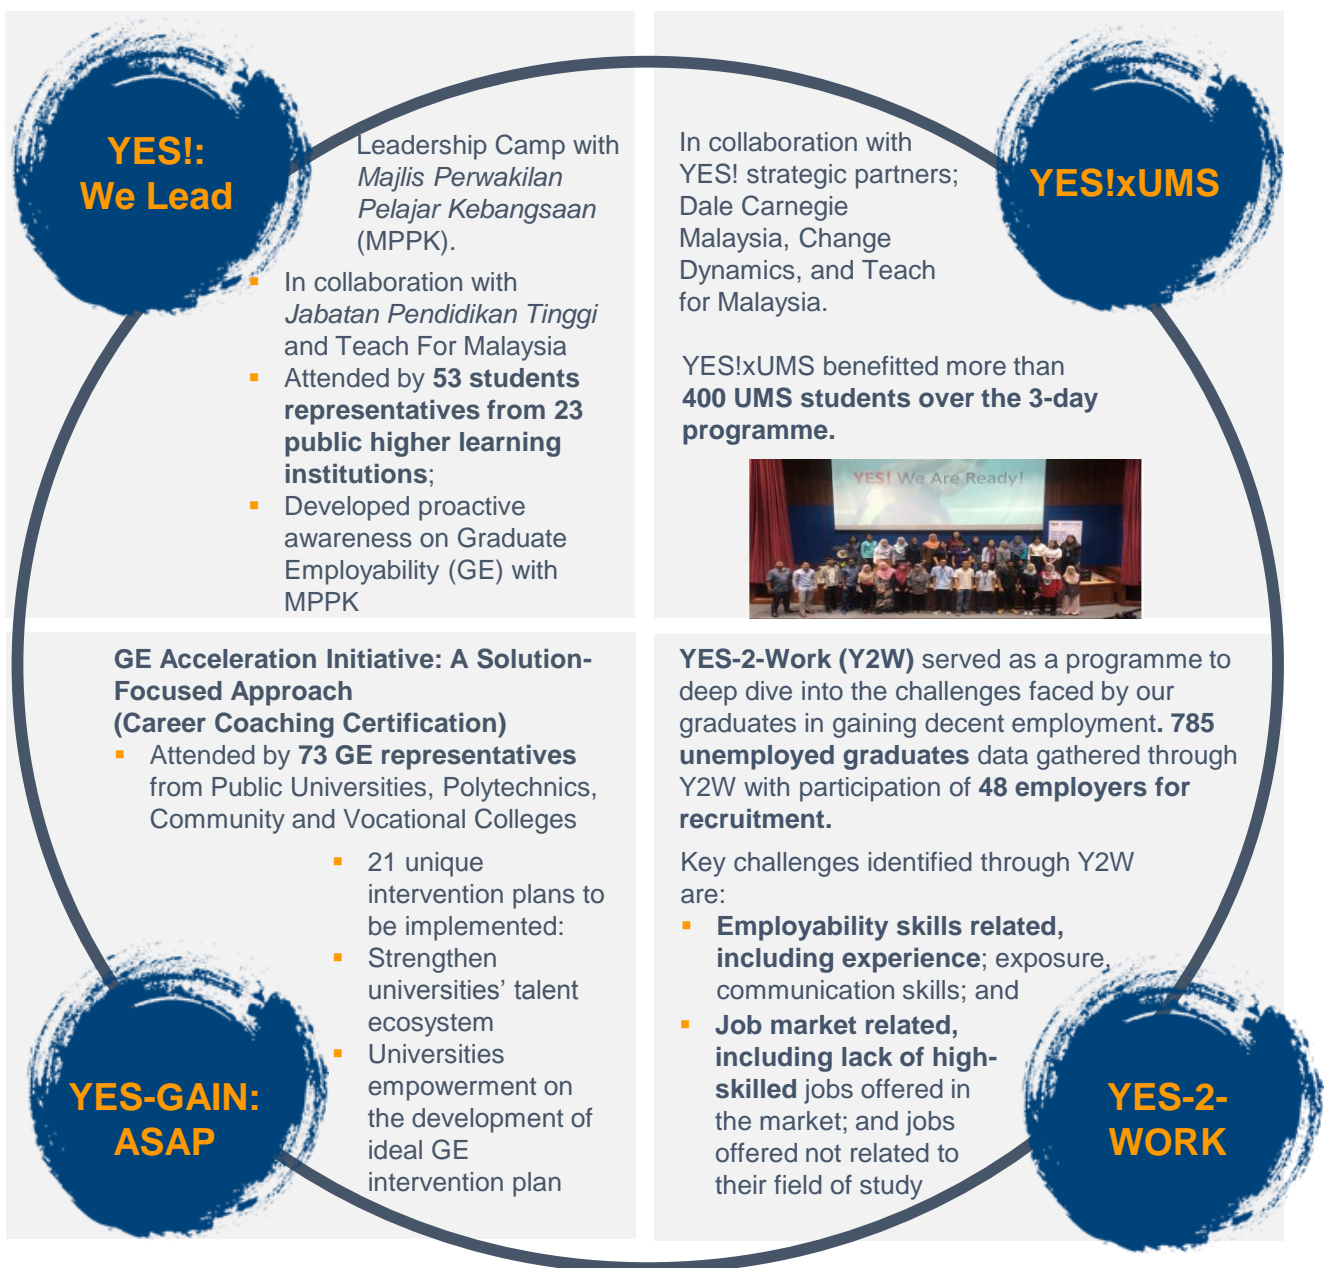 YES!:
We Lead
Leadership Camp with
Majlis Perwakilan
Pelajar Kebangsaan
(MPPK).
▪ In collaboration with
Jabatan Pendidikan Tinggi
and Teach For Malaysia
▪ Attended by 53 students
representatives from 23
public higher learning
institutions;
▪ Developed proactive
awareness on Graduate
Employability (GE) with
MPPK
YES!xUMS
In collaboration with
YES! strategic partners;
Dale Carnegie
Malaysia, Change
Dynamics, and Teach
for Malaysia.
YES!xUMS benefitted more than
400 UMS students over the 3-day
programme.
YES! We Are Ready!
GE Acceleration Initiative: A Solution-
Focused Approach
(Career Coaching Certification)
▪ Attended by 73 GE representatives
from Public Universities, Polytechnics,
Community and Vocational Colleges
▪ 21 unique
intervention plans to
be implemented:
▪ Strengthen
universities’ talent
ecosystem
▪ Universities
empowerment on
the development of
ideal GE
intervention plan
YES-GAIN:
ASAP
YES-2-Work (Y2W) served as a programme to
deep dive into the challenges faced by our
graduates in gaining decent employment. 785
unemployed graduates data gathered through
Y2W with participation of 48 employers for
recruitment.
Key challenges identified through Y2W
are:
▪ Employability skills related,
including experience; exposure,
communication skills; and
▪ Job market related,
including lack of high-
skilled jobs offered in
the market; and jobs
offered not related to
their field of study
YES-2-
WORK